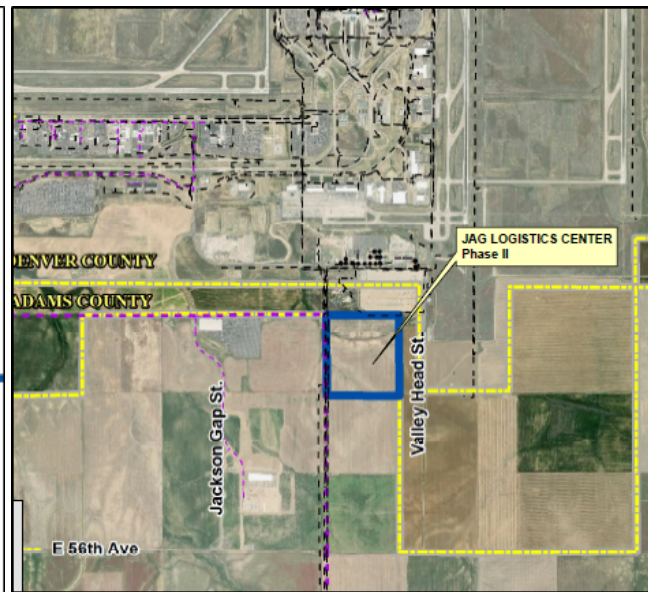 JAG LOGISTICS CENTER
Phase II
DENVER COUNTY
ADAMS COUNTY
Jackson Gap St.
Valley Head St.
E 56th Ave